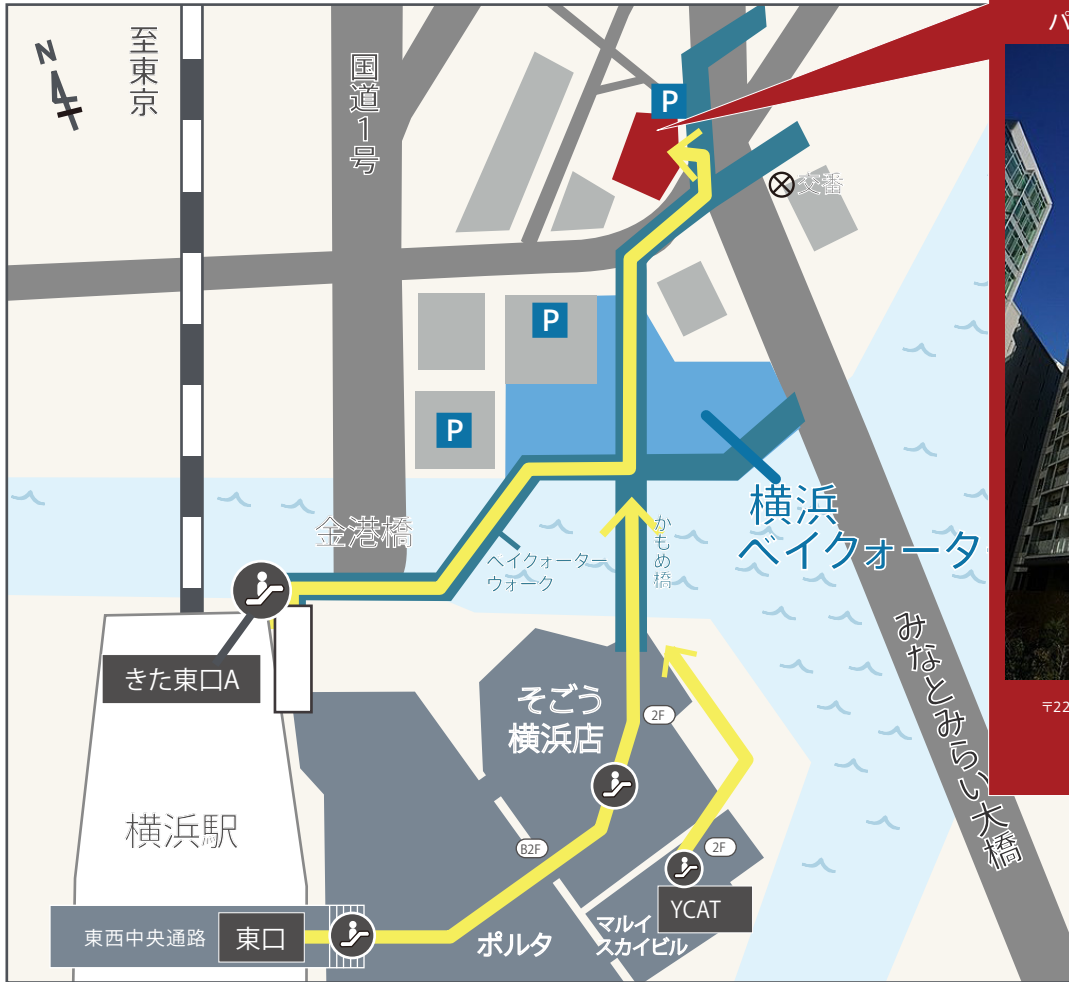 N
至東京
国道1号
パ
P
交番
P
P
横浜
ベイクォータ
金港橋
ベイクォーター
ウォーク
かもめ橋
みなとみらい大橋
〒22
きた東口A
そごう
横浜店
2F
横浜駅
B2F
2F
YCAT
マルイ
スカイビル
ポルタ
東西中央通路
東口